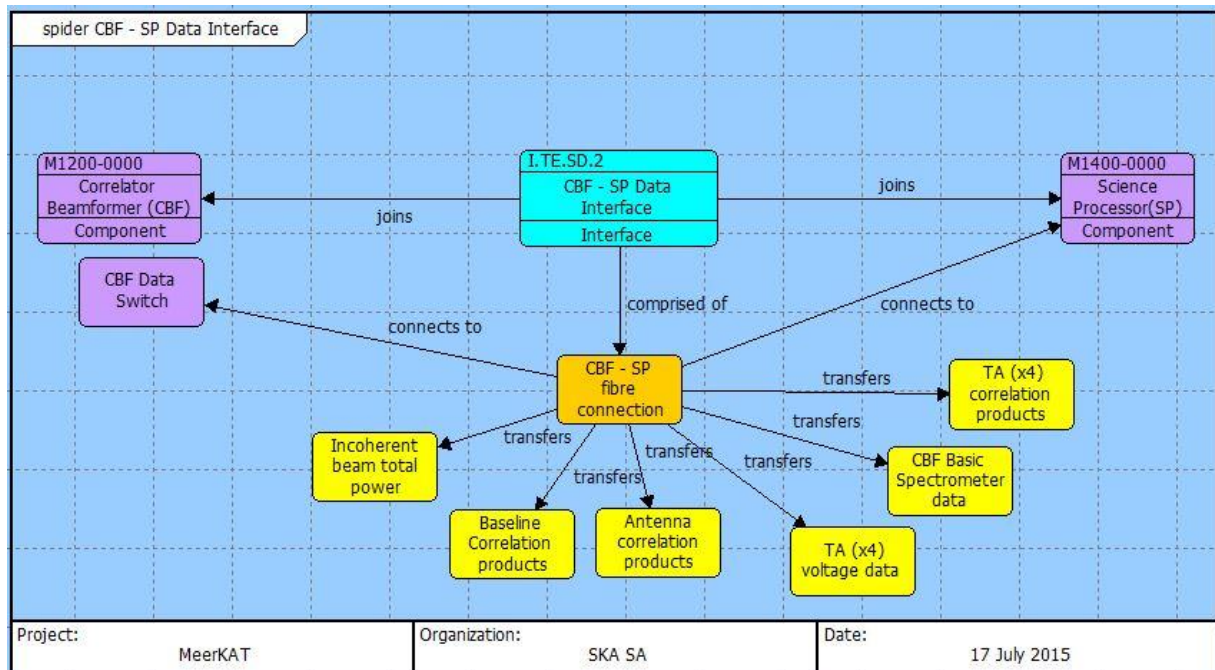 spider CBF - SP Data Interface
M1200-0000
Correlator
Beamformer (CBF)
Component
I.TE.SD.2
CBF - SP Data
Interface
Interface
M1400-0000
Science
Processor(SP)
Component
joins
joins
CBF Data
Switch
comprised of
connects to
connects to
CBF - SP
fibre
connection
transfers
TA (x4)
correlation
products
transfers
CBF Basic
Spectrometer
data
transfers
Incoherent
beam total
power
transfers
Baseline
Correlation
products
transfers
Antenna
correlation
products
transfers
TA (x4)
voltage data
Project:
MeerKAT
Organization:
SKA SA
Date:
17 July 2015